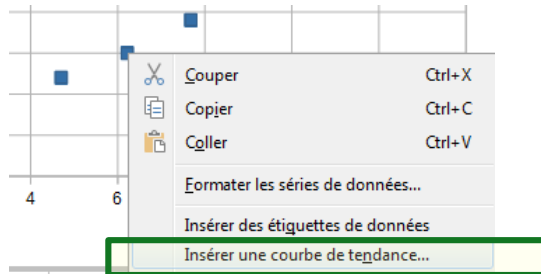 Couper Ctrl+X
Copier Ctrl+C
Coller Ctrl+V
Formater les séries de données...
4 6
Insérer des étiquettes de données
Insérer une courbe de tendance...